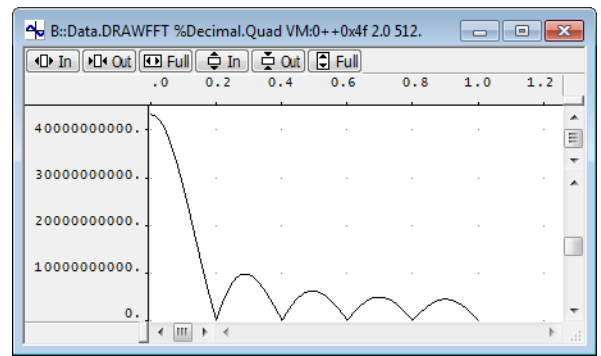 B::Data.DRAWFFT %Decimal.Quad VM:0++0x4f 2.0 512.
In Out Full In Out Full
.0 0.2 0.4 0.6 0.8 1.0 1.2
40000000000.
30000000000.
20000000000.
10000000000.
0.